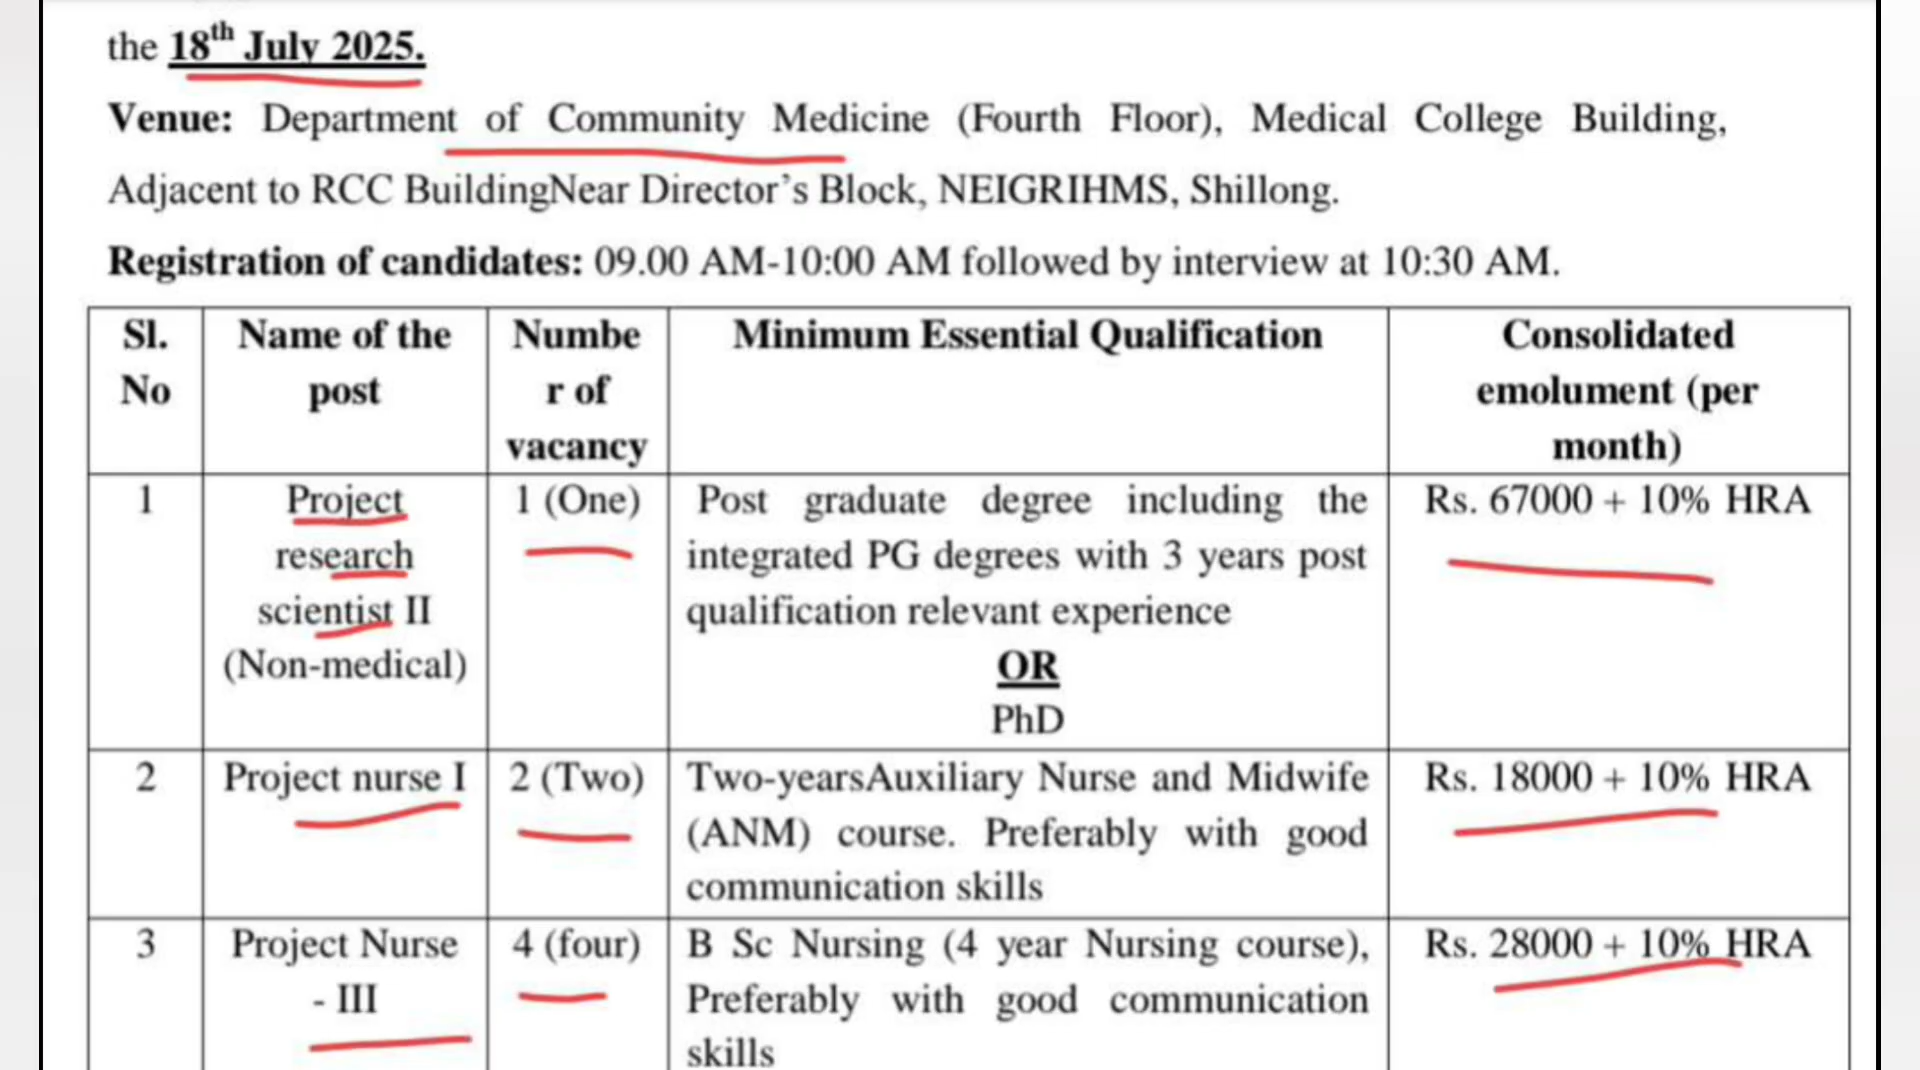 the 18th July 2025.
Venue: Department of Community Medicine (Fourth Floor), Medical College Building,
Adjacent to RCC BuildingNear Director's Block, NEIGRIHMS, Shillong.
Registration of candidates: 09.00 AM-10:00 AM followed by interview at 10:30 AM.
Sl.
No
Name of the
post
Numbe
r of
vacancy
Minimum Essential Qualification
Consolidated
emolument (per
month)
1
Project
research
scientist II
(Non-medical)
1 (One)
Post graduate degree including the
integrated PG degrees with 3 years post
qualification relevant experience
OR
PhD
Rs. 67000 + 10% HRA
2
Project nurse I
2 (Two)
Two-yearsAuxiliary Nurse and Midwife
(ANM) course. Preferably with good
communication skills
Rs. 18000 + 10% HRA
3
Project Nurse
- III
4 (four)
B Sc Nursing (4 year Nursing course),
Preferably with good communication
skills
Rs. 28000 + 10% HRA